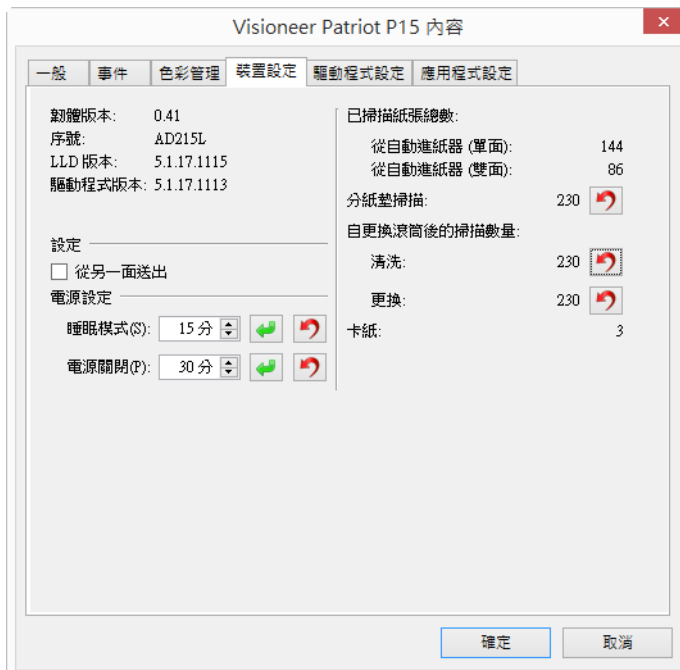 Visioneer Patriot P15 內容
一般 事件 色彩管理 裝置設定 驅動程式設定 應用程式設定
韌體版本: 0.41
序號: AD215L
LLD 版本: 5.1.17.1115
驅動程式版本: 5.1.17.1113
設定
從另一面送出
電源設定
睡眠模式(S): 15 分
電源關閉(P): 30 分
已掃描紙張總數:
從自動進紙器 (單面): 144
從自動進紙器 (雙面): 86
分紙墊掃描: 230
自更換滾筒後的掃描數量:
清洗: 230
更換: 230
卡紙: 3
確定 取消